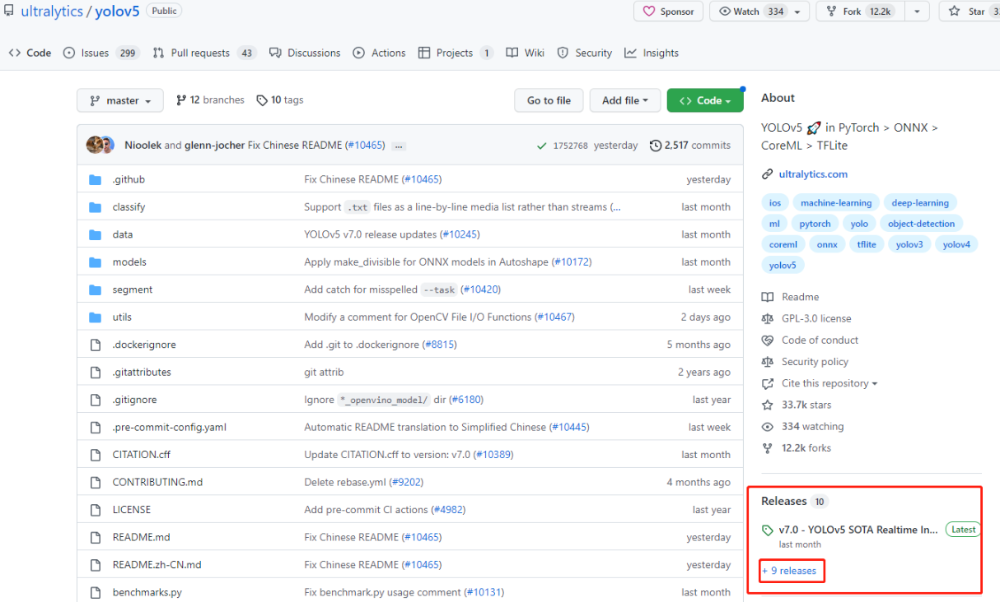 ultralytics / yolov5 Public
Sponsor Watch 334 Fork 12.2k Star
<> Code Issues 299 Pull requests 43 Discussions Actions Projects 1 Wiki Security Insights
master 12 branches 10 tags Go to file Add file <> Code
Nioolek and glenn-jocher Fix Chinese README (#10465) ... 1752768 yesterday 2,517 commits
.github Fix Chinese README (#10465) yesterday
classify Support .txt files as a line-by-line media list rather than streams (... last month
data YOLOv5 v7.0 release updates (#10245) last month
models Apply make_divisible for ONNX models in Autoshape (#10172) last month
segment Add catch for misspelled --task (#10420) last week
utils Modify a comment for OpenCV File I/O Functions (#10467) 2 days ago
.dockerignore Add .git to .dockerignore (#8815) 5 months ago
.gitattributes git attrib 2 years ago
.gitignore Ignore *_openvino_model/ dir (#6180) last year
.pre-commit-config.yaml Automatic README translation to Simplified Chinese (#10445) last week
CITATION.cff Update CITATION.cff to version: v7.0 (#10389) last month
CONTRIBUTING.md Delete rebase.yml (#9202) 4 months ago
LICENSE Add pre-commit CI actions (#4982) last year
README.md Fix Chinese README (#10465) yesterday
README.zh-CN.md Fix Chinese README (#10465) yesterday
benchmarks.py Fix benchmark.py usage comment (#10131) last month
About
YOLOv5 🚀 in PyTorch > ONNX >
CoreML > TFLite
ultralytics.com
ios machine-learning deep-learning
ml pytorch yolo object-detection
coreml onnx tflite yolov3 yolov4
yolov5
Readme
GPL-3.0 license
Code of conduct
Security policy
Cite this repository
33.7k stars
334 watching
12.2k forks
Releases 10
v7.0 - YOLOv5 SOTA Realtime In... Latest
last month
+ 9 releases